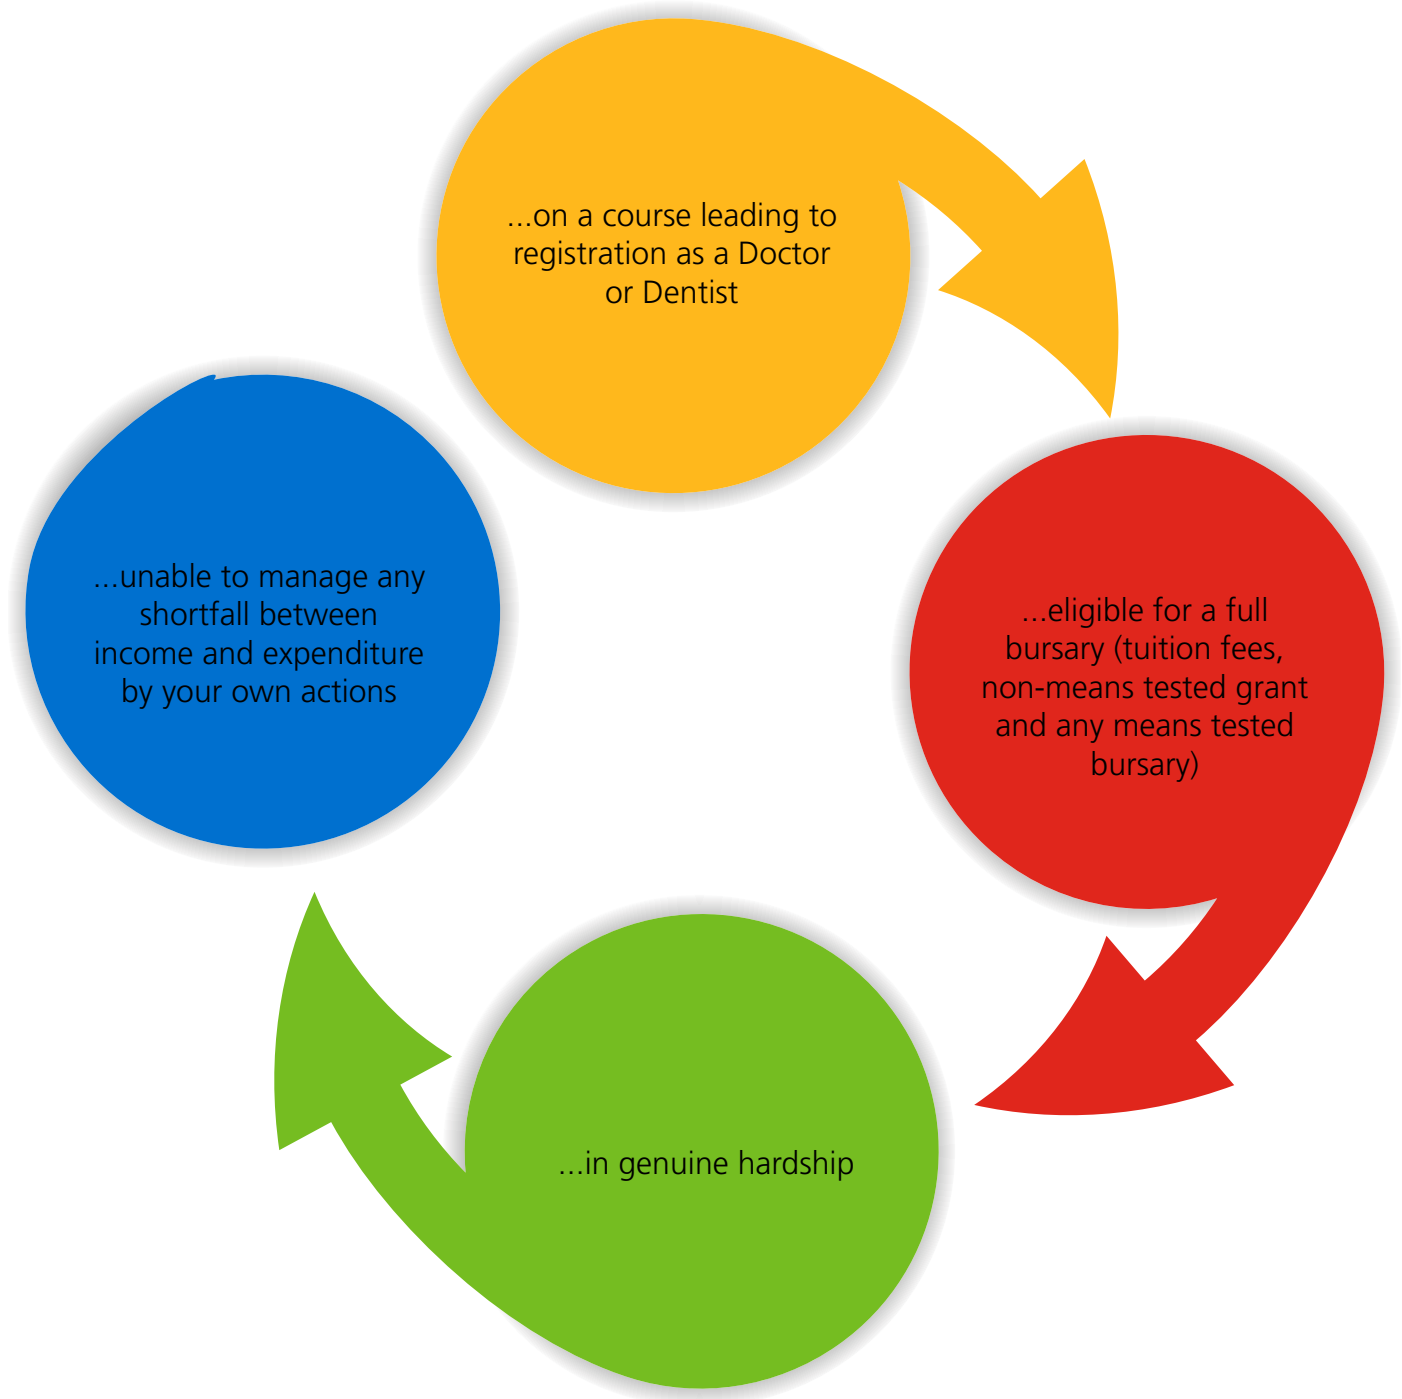 ...on a course leading to
registration as a Doctor
or Dentist
...eligible for a full
bursary (tuition fees,
non-means tested grant
and any means tested
bursary)
...in genuine hardship
...unable to manage any
shortfall between
income and expenditure
by your own actions